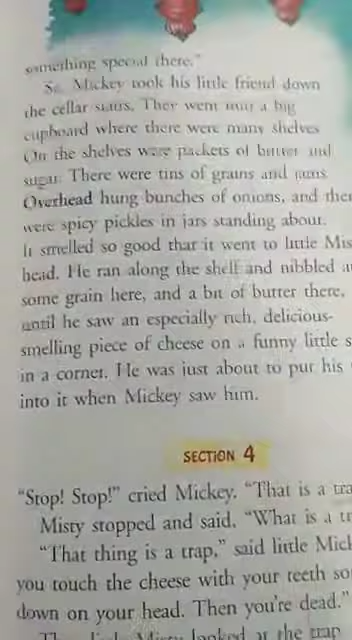 something special there."
So Mickey took his little friend down
the cellar stairs. They went into a big
cupboard where there were many shelves
On the shelves were packets of butter and
sugar. There were tins of grains and jams
Overhead hung bunches of onions, and
were spicy pickles in jars standing about.
It smelled so good that it went to little
head. He ran along the shelf and nibbled
some grain here, and a bit of butter there,
until he saw an especially rich, delicious-
smelling piece of cheese on a funny little
in a corner. He was just about to put his
into it when Mickey saw him.
SECTION 4
"Stop! Stop!" cried Mickey. "That is a
Misty stopped and said, "What is a
"That thing is a trap," said little
you touch the cheese with your teeth
down on your head. Then you're dead."
looked at the trap